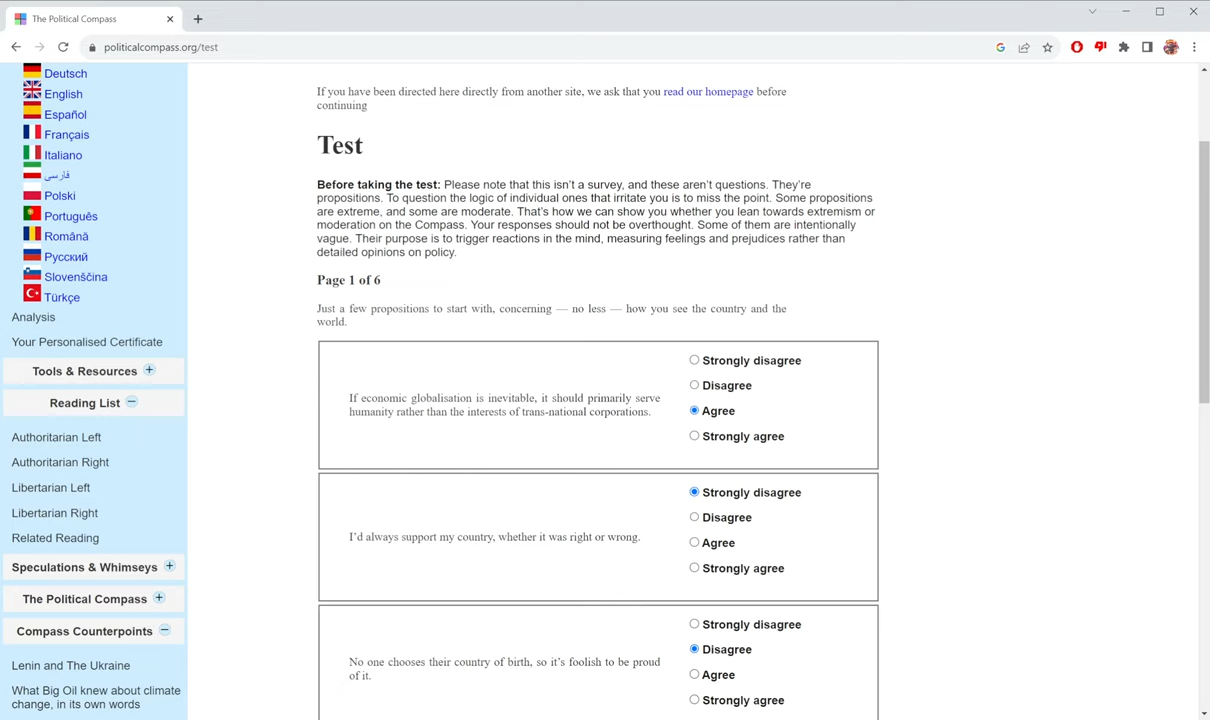 The Political Compass
politicalcompass.org/test
Deutsch
English
Español
Français
Italiano
فارسی
Polski
Português
Română
Русский
Slovenščina
Türkçe
Analysis
Your Personalised Certificate
Tools & Resources
Reading List
Authoritarian Left
Authoritarian Right
Libertarian Left
Libertarian Right
Related Reading
Speculations & Whimseys
The Political Compass
Compass Counterpoints
Lenin and The Ukraine
What Big Oil knew about climate
change, in its own words
If you have been directed here directly from another site, we ask that you read our homepage before
continuing
Test
Before taking the test: Please note that this isn't a survey, and these aren't questions. They're
propositions. To question the logic of individual ones that irritate you is to miss the point. Some propositions
are extreme, and some are moderate. That's how we can show you whether you lean towards extremism or
moderation on the Compass. Your responses should not be overthought. Some of them are intentionally
vague. Their purpose is to trigger reactions in the mind, measuring feelings and prejudices rather than
detailed opinions on policy.
Page 1 of 6
Just a few propositions to start with, concerning — no less — how you see the country and the
world.
If economic globalisation is inevitable, it should primarily serve
humanity rather than the interests of trans-national corporations.
Strongly disagree
Disagree
Agree
Strongly agree
I'd always support my country, whether it was right or wrong.
Strongly disagree
Disagree
Agree
Strongly agree
No one chooses their country of birth, so it's foolish to be proud
of it.
Strongly disagree
Disagree
Agree
Strongly agree